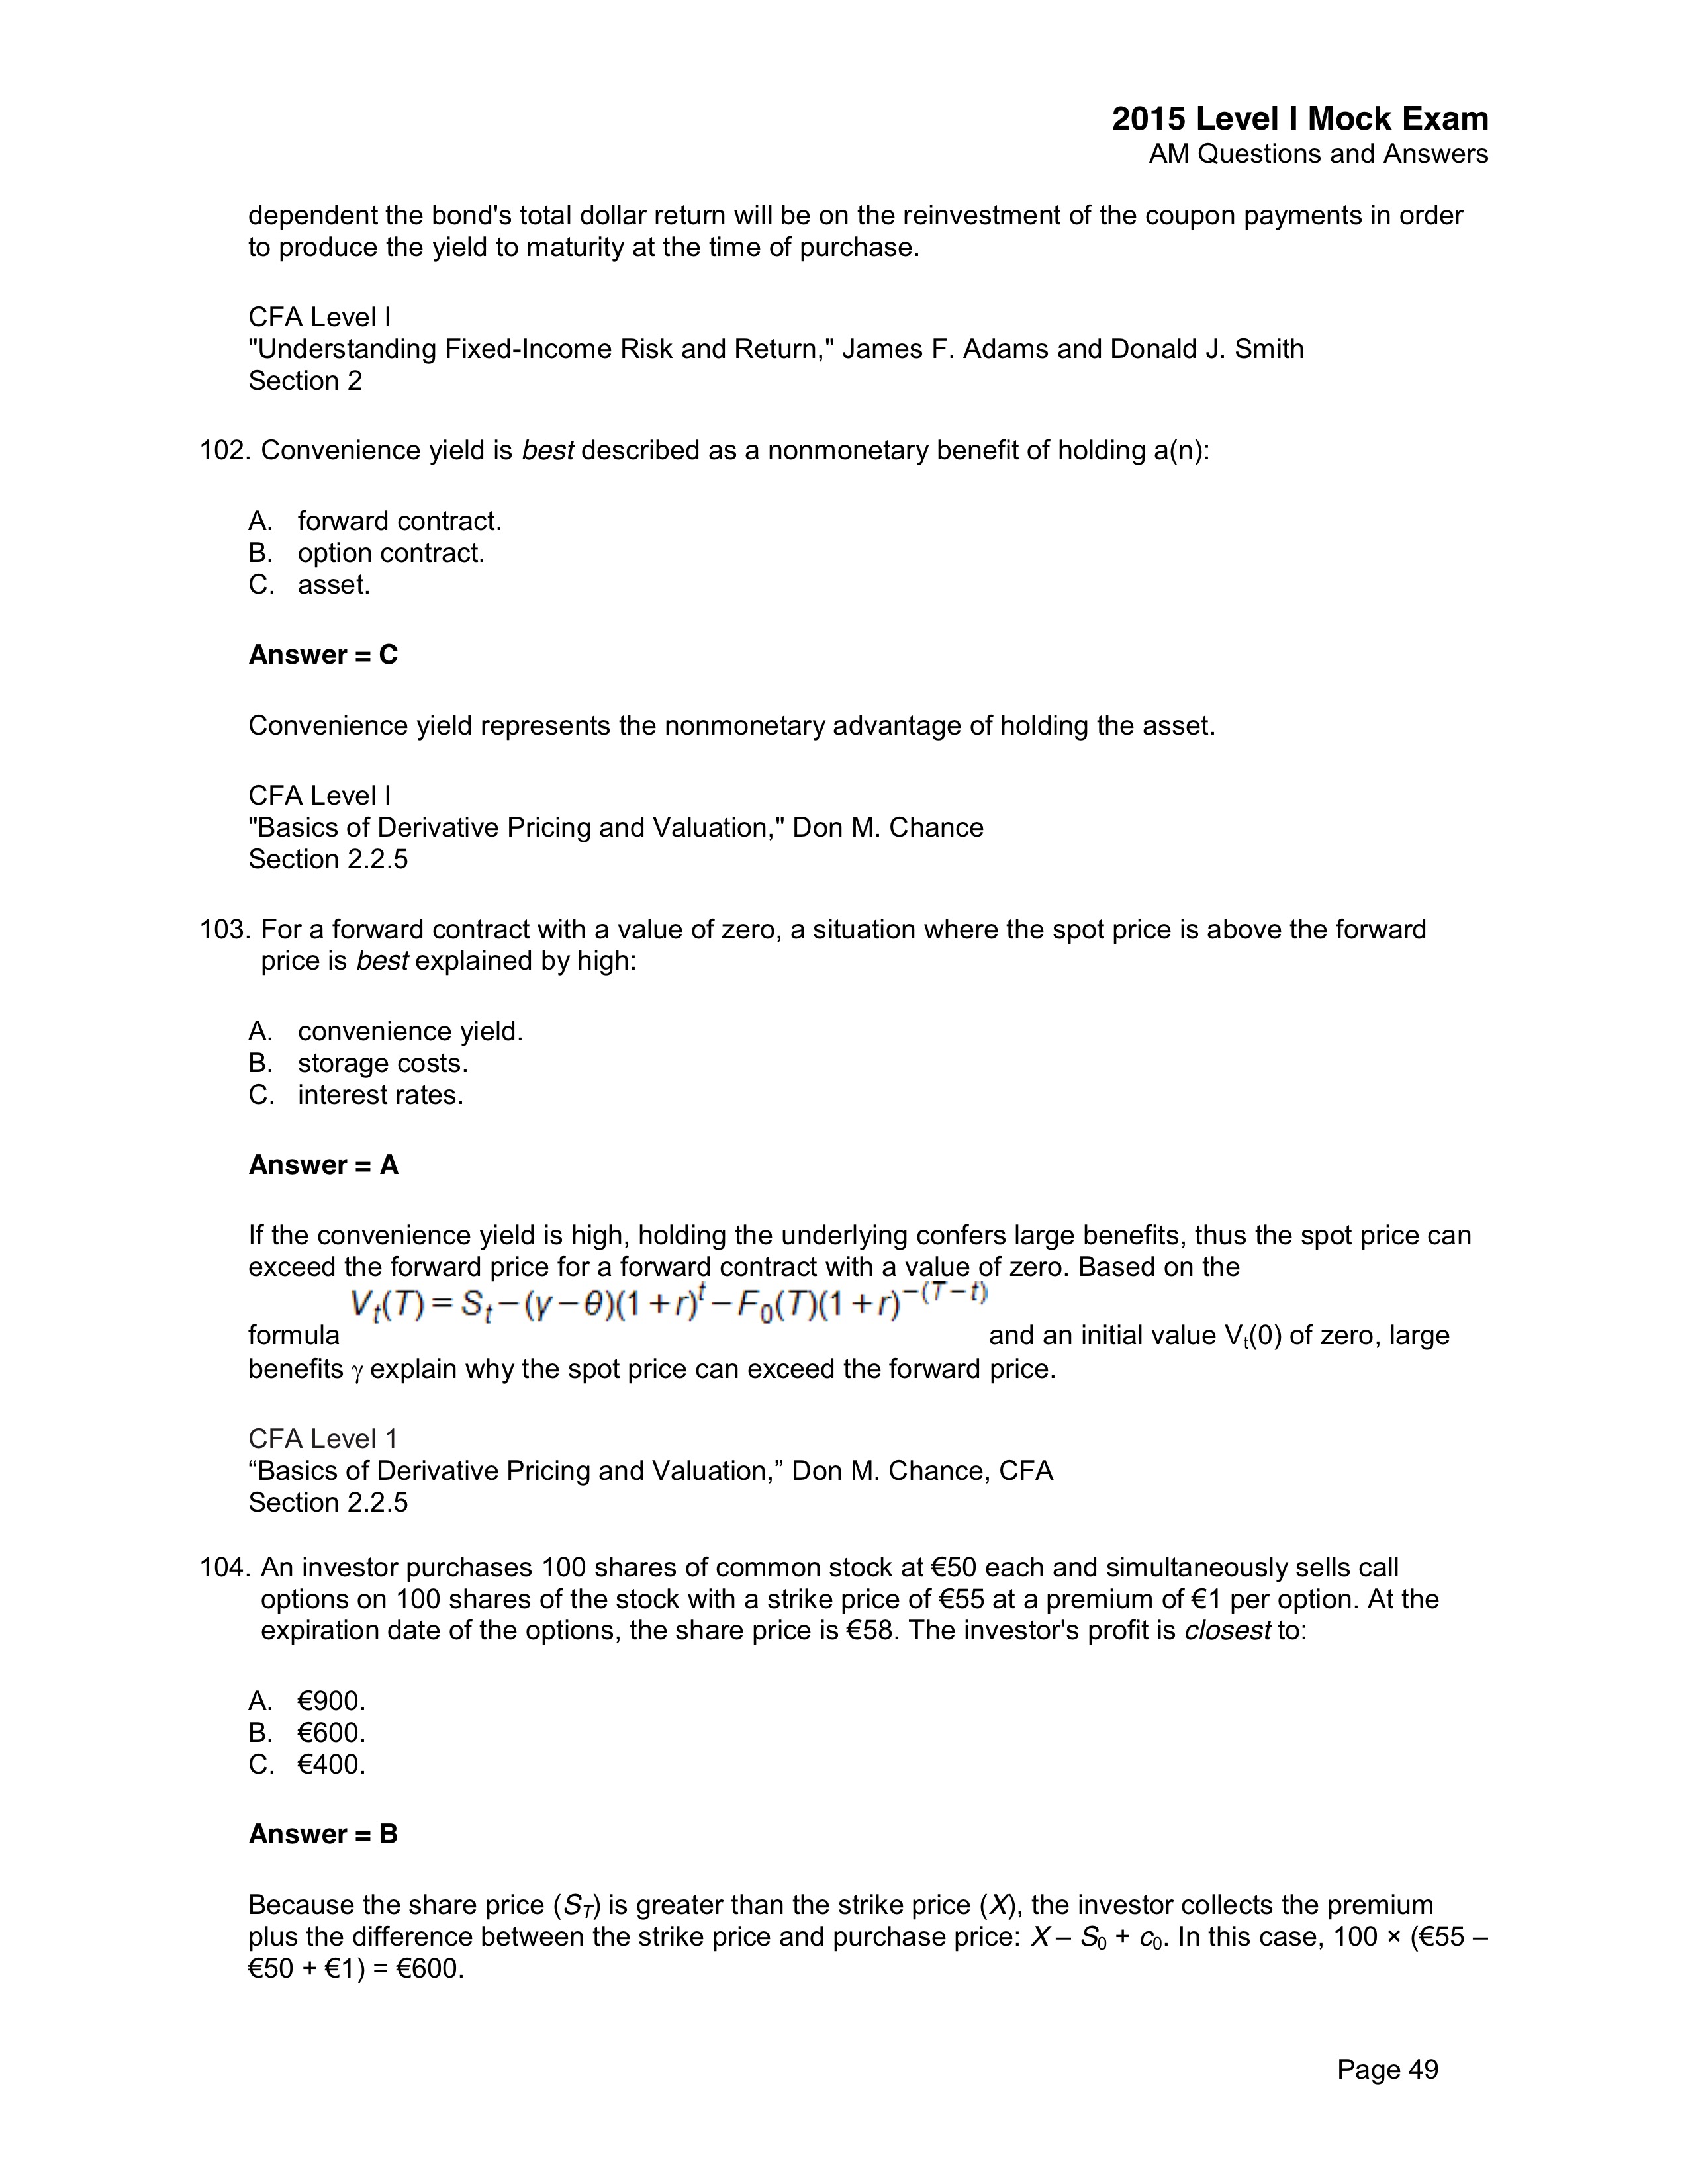 2015 Level I Mock Exam
AM Questions and Answers
dependent the bond's total dollar return will be on the reinvestment of the coupon payments in order
to produce the yield to maturity at the time of purchase.
CFA Level I
"Understanding Fixed-Income Risk and Return," James F. Adams and Donald J. Smith
Section 2
102. Convenience yield is best described as a nonmonetary benefit of holding a(n):
A. forward contract.
B. option contract.
C. asset.
Answer = C
Convenience yield represents the nonmonetary advantage of holding the asset.
CFA Level I
"Basics of Derivative Pricing and Valuation," Don M. Chance
Section 2.2.5
103. For a forward contract with a value of zero, a situation where the spot price is above the forward
price is best explained by high:
A. convenience yield.
B. storage costs.
C. interest rates.
Answer = A
If the convenience yield is high, holding the underlying confers large benefits, thus the spot price can
exceed the forward price for a forward contract with a value of zero. Based on the
formula Vₜ(T) = Sₜ – (γ – θ)(1 + r)ᵗ – F₀(T)(1 + r)^–(T – t) and an initial value Vₜ(0) of zero, large
benefits γ explain why the spot price can exceed the forward price.
CFA Level 1
“Basics of Derivative Pricing and Valuation,” Don M. Chance, CFA
Section 2.2.5
104. An investor purchases 100 shares of common stock at €50 each and simultaneously sells call
options on 100 shares of the stock with a strike price of €55 at a premium of €1 per option. At the
expiration date of the options, the share price is €58. The investor's profit is closest to:
A. €900.
B. €600.
C. €400.
Answer = B
Because the share price (S_T) is greater than the strike price (X), the investor collects the premium
plus the difference between the strike price and purchase price: X – S₀ + c₀. In this case, 100 × (€55 –
€50 + €1) = €600.
Page 49